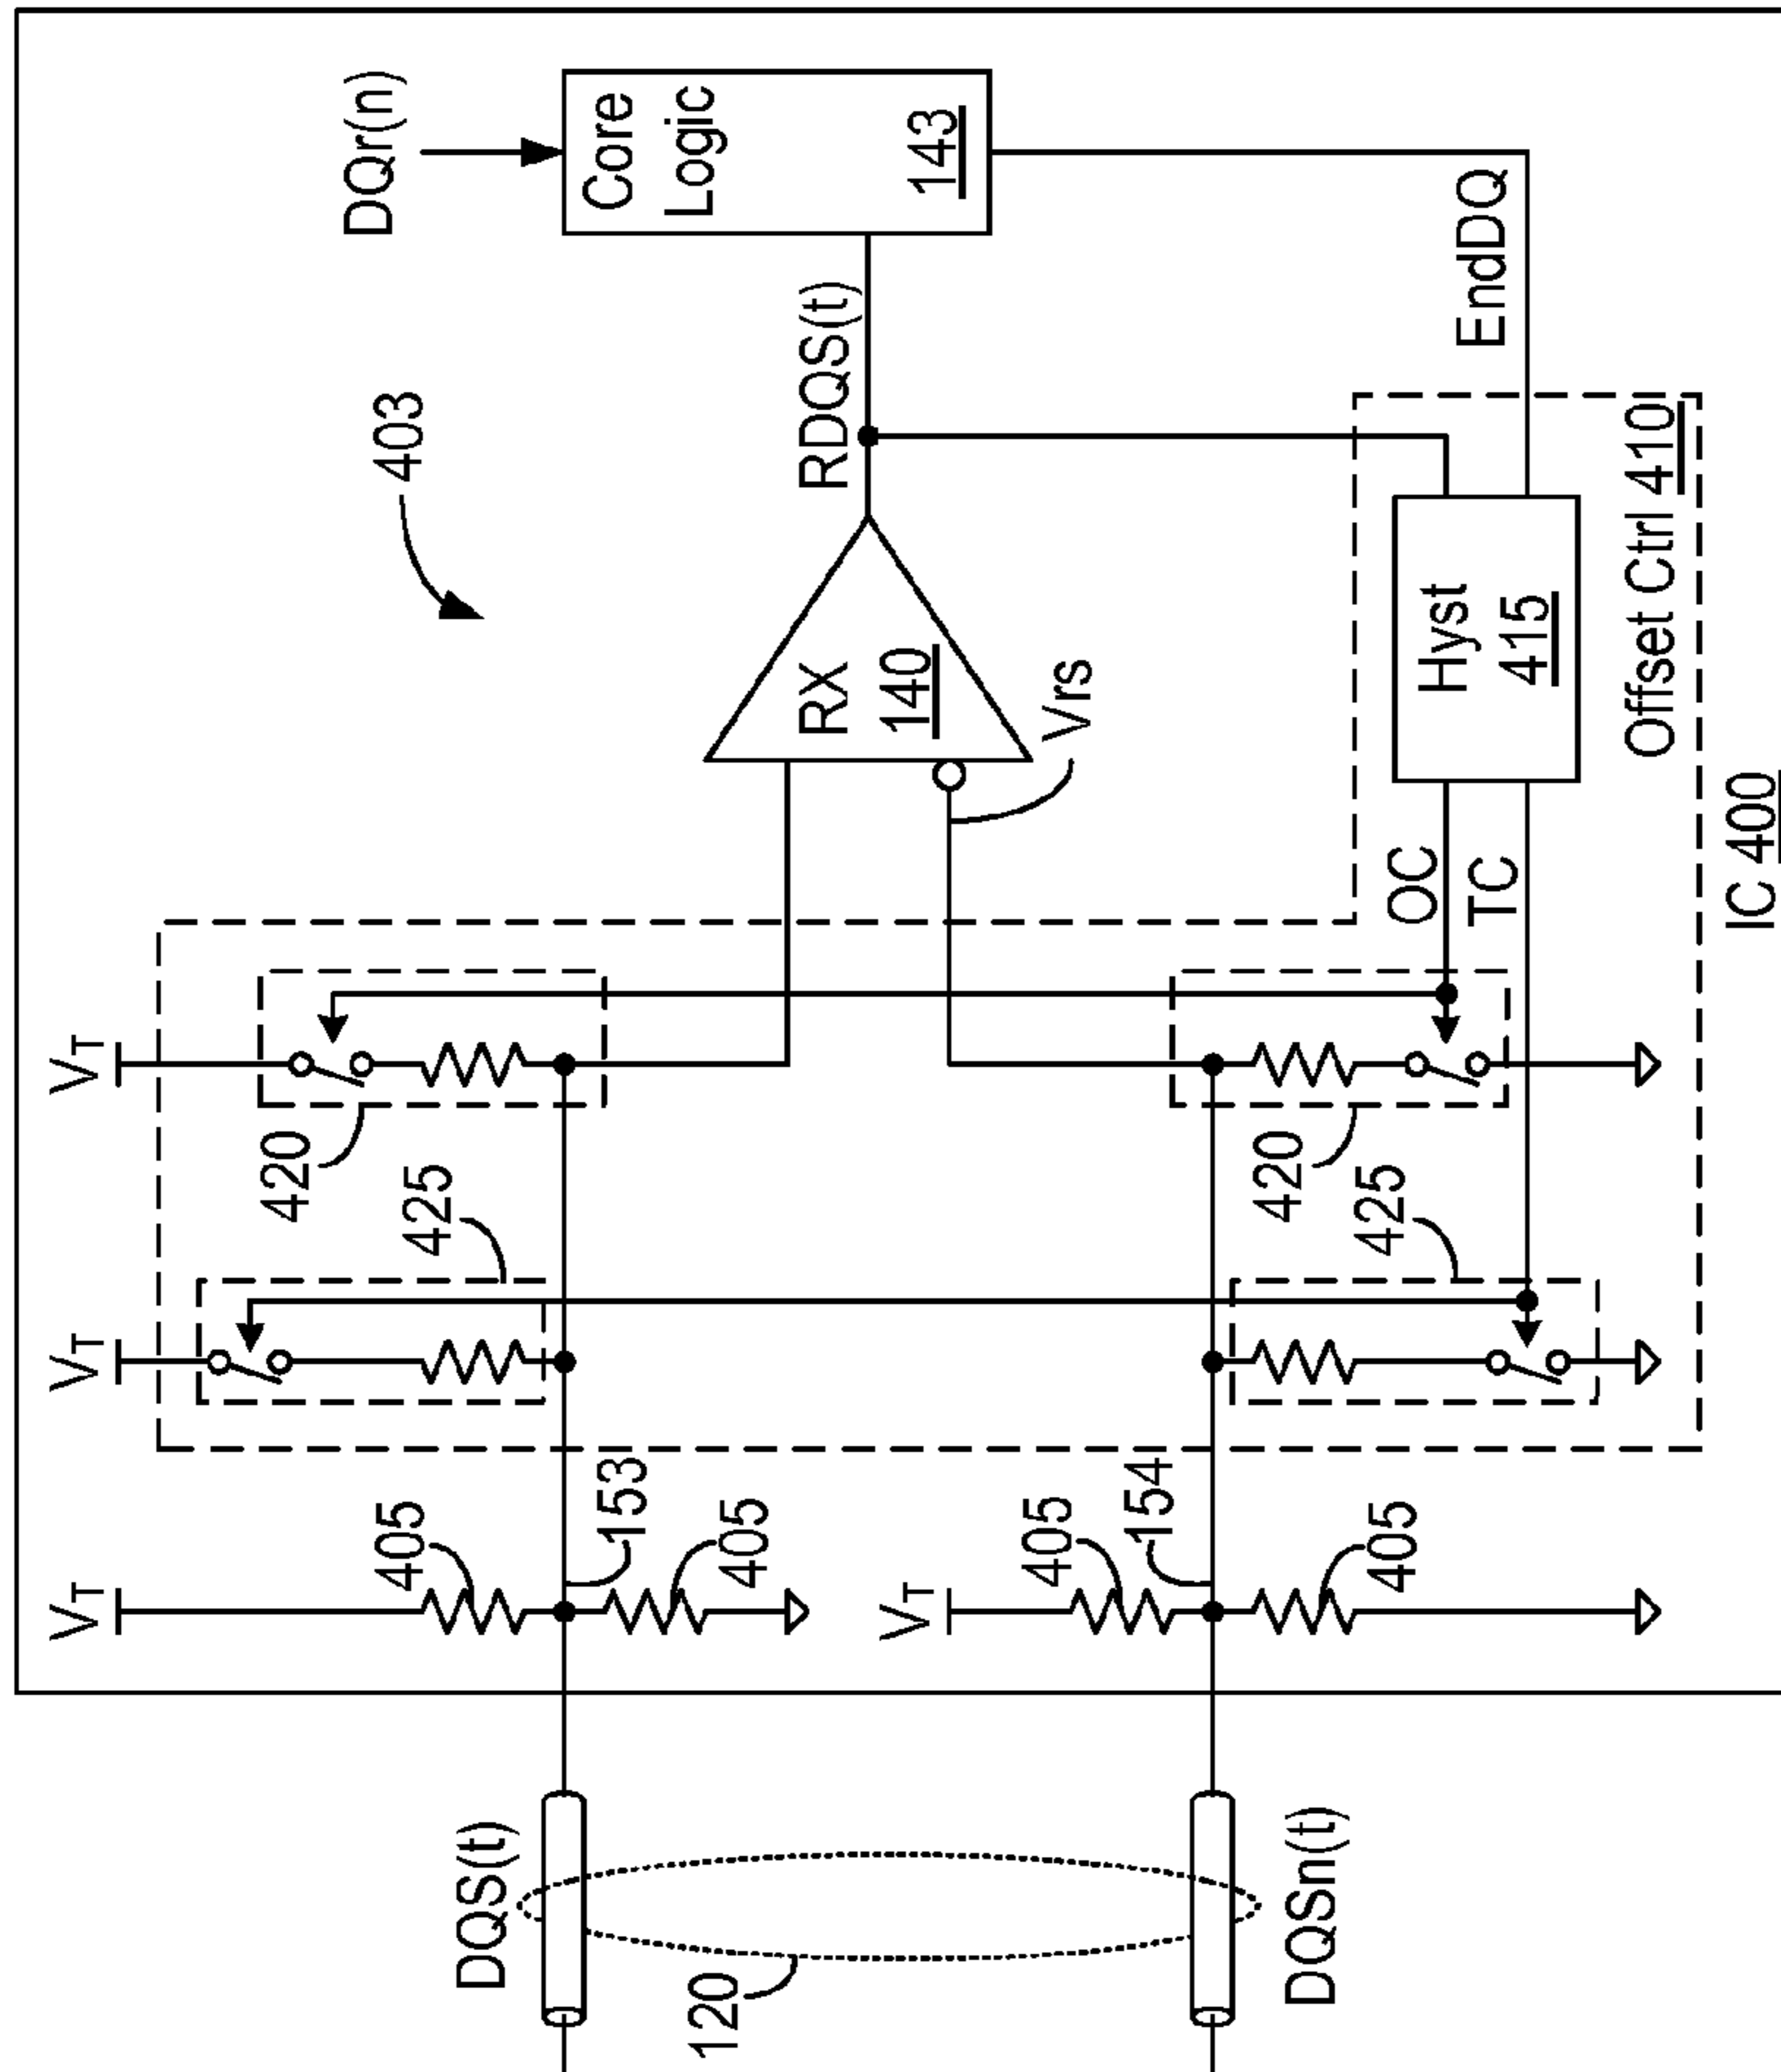 DQr(n)
Core
Logic
143
403
RDQS(t)
EndDQ
RX
140
Vrs
Hyst
415
Offset Ctrl 410
IC 400
OC
TC
VT
420
420
VT
425
425
VT
405
153
405
VT
405
154
405
DQS(t)
120
DQSn(t)